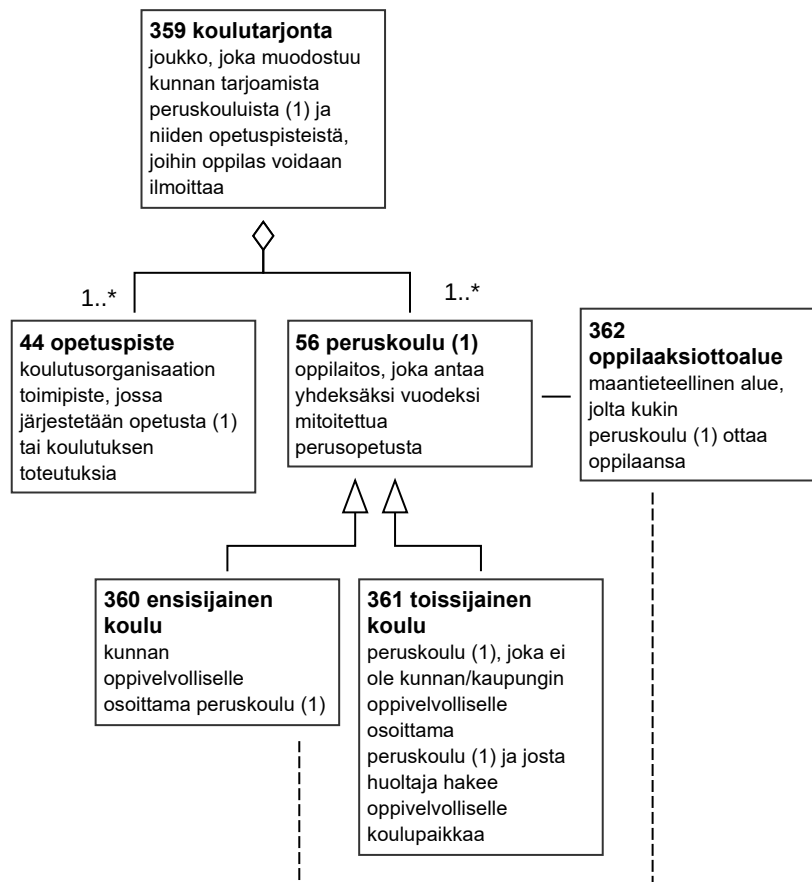 359 koulutarjonta
joukko, joka muodostuu
kunnan tarjoamista
peruskouluista (1) ja
niiden opetuspisteistä,
joihin oppilas voidaan
ilmoittaa
1..*
1..*
44 opetuspiste
koulutusorganisaation
toimipiste, jossa
järjestetään opetusta (1)
tai koulutuksen
toteutuksia
56 peruskoulu (1)
oppilaitos, joka antaa
yhdeksäksi vuodeksi
mitoitettua
perusopetusta
362
oppilaaksiottoalue
maantieteellinen alue,
jolta kukin
peruskoulu (1) ottaa
oppilaansa
360 ensisijainen
koulu
kunnan
oppivelvolliselle
osoittama peruskoulu (1)
361 toissijainen
koulu
peruskoulu (1), joka ei
ole kunnan/kaupungin
oppivelvolliselle
osoittama
peruskoulu (1) ja josta
huoltaja hakee
oppivelvolliselle
koulupaikkaa